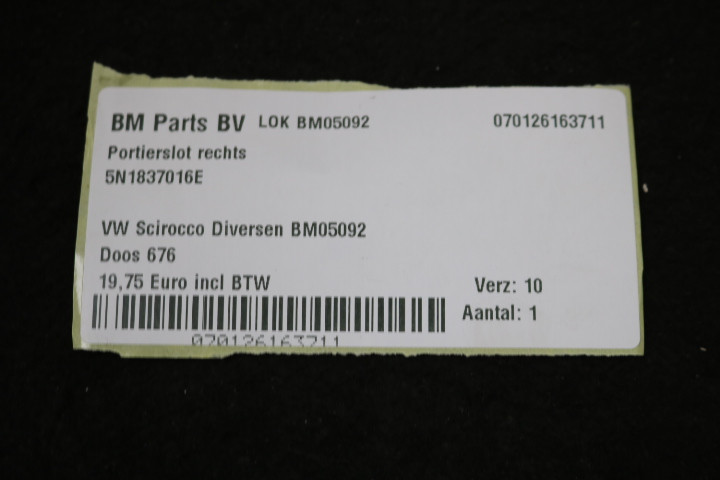 BM Parts BV LOK BM05092 070126163711
Portierslot rechts
5N1837016E
VW Scirocco Diversen BM05092
Doos 676
19,75 Euro incl BTW Verz: 10
Aantal: 1
070126163711